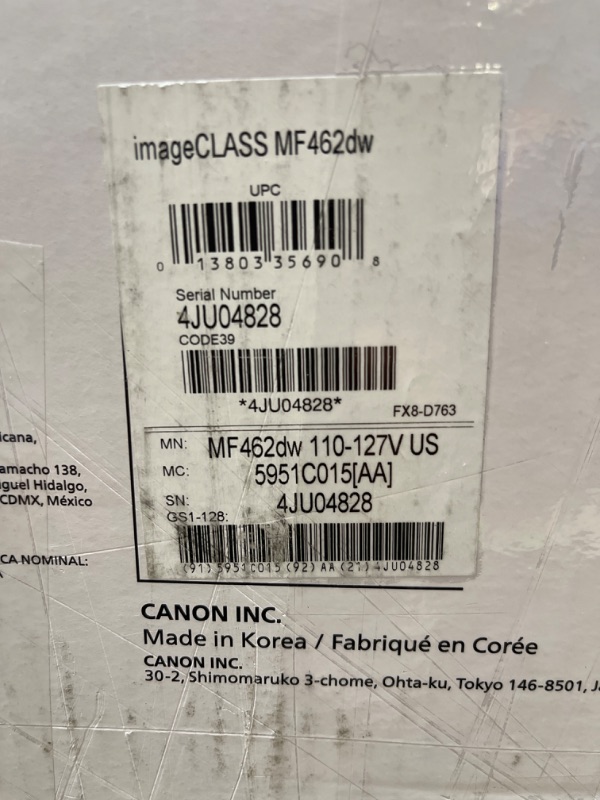 imageCLASS MF462dw
UPC
0 13803 35690 8
Serial Number
4JU04828
CODE39
*4JU04828*
FX8-D763
MN: MF462dw 110-127V US
MC: 5951C015[AA]
SN: 4JU04828
GS1-128:
(91)5951C015(92)AA(21)4JU04828
icana,
amacho 138,
iguel Hidalgo,
CDMX, México
CA NOMINAL:
CANON INC.
Made in Korea / Fabriqué en Corée
CANON INC.
30-2, Shimomaruko 3-chome, Ohta-ku, Tokyo 146-8501, J